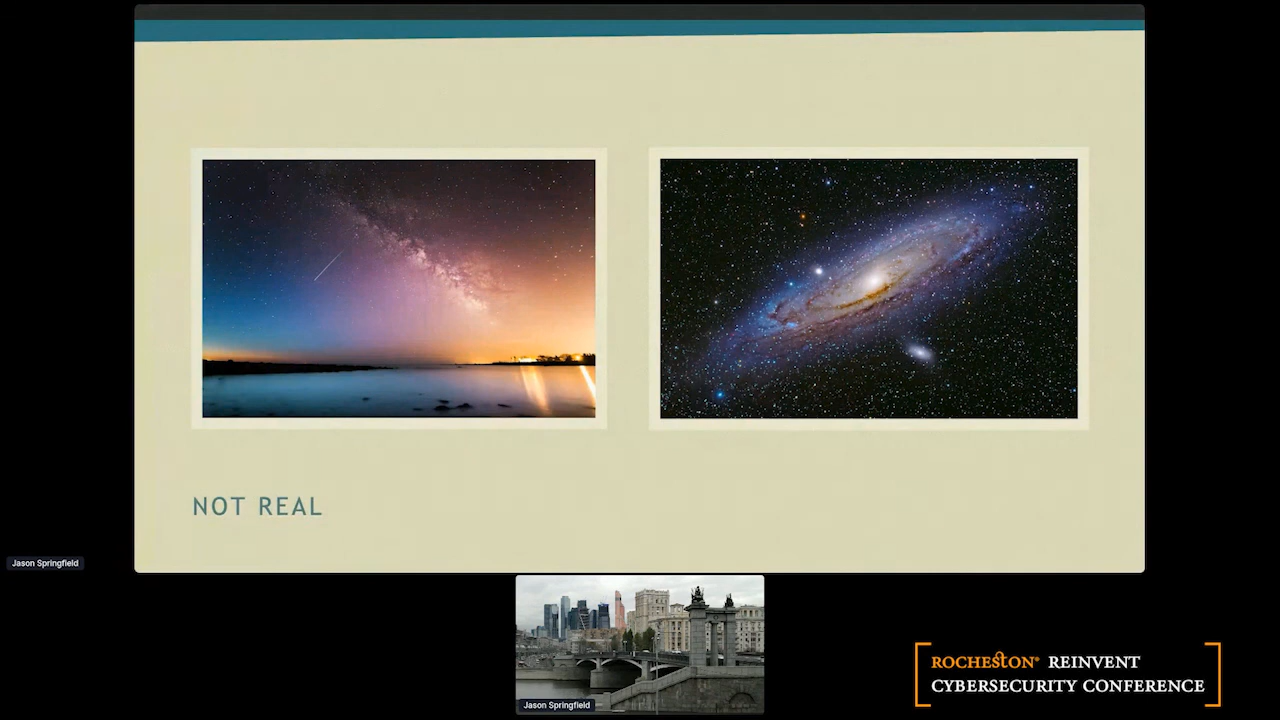 NOT REAL
Jason Springfield
Jason Springfield
ROCHESTON® REINVENT
CYBERSECURITY CONFERENCE